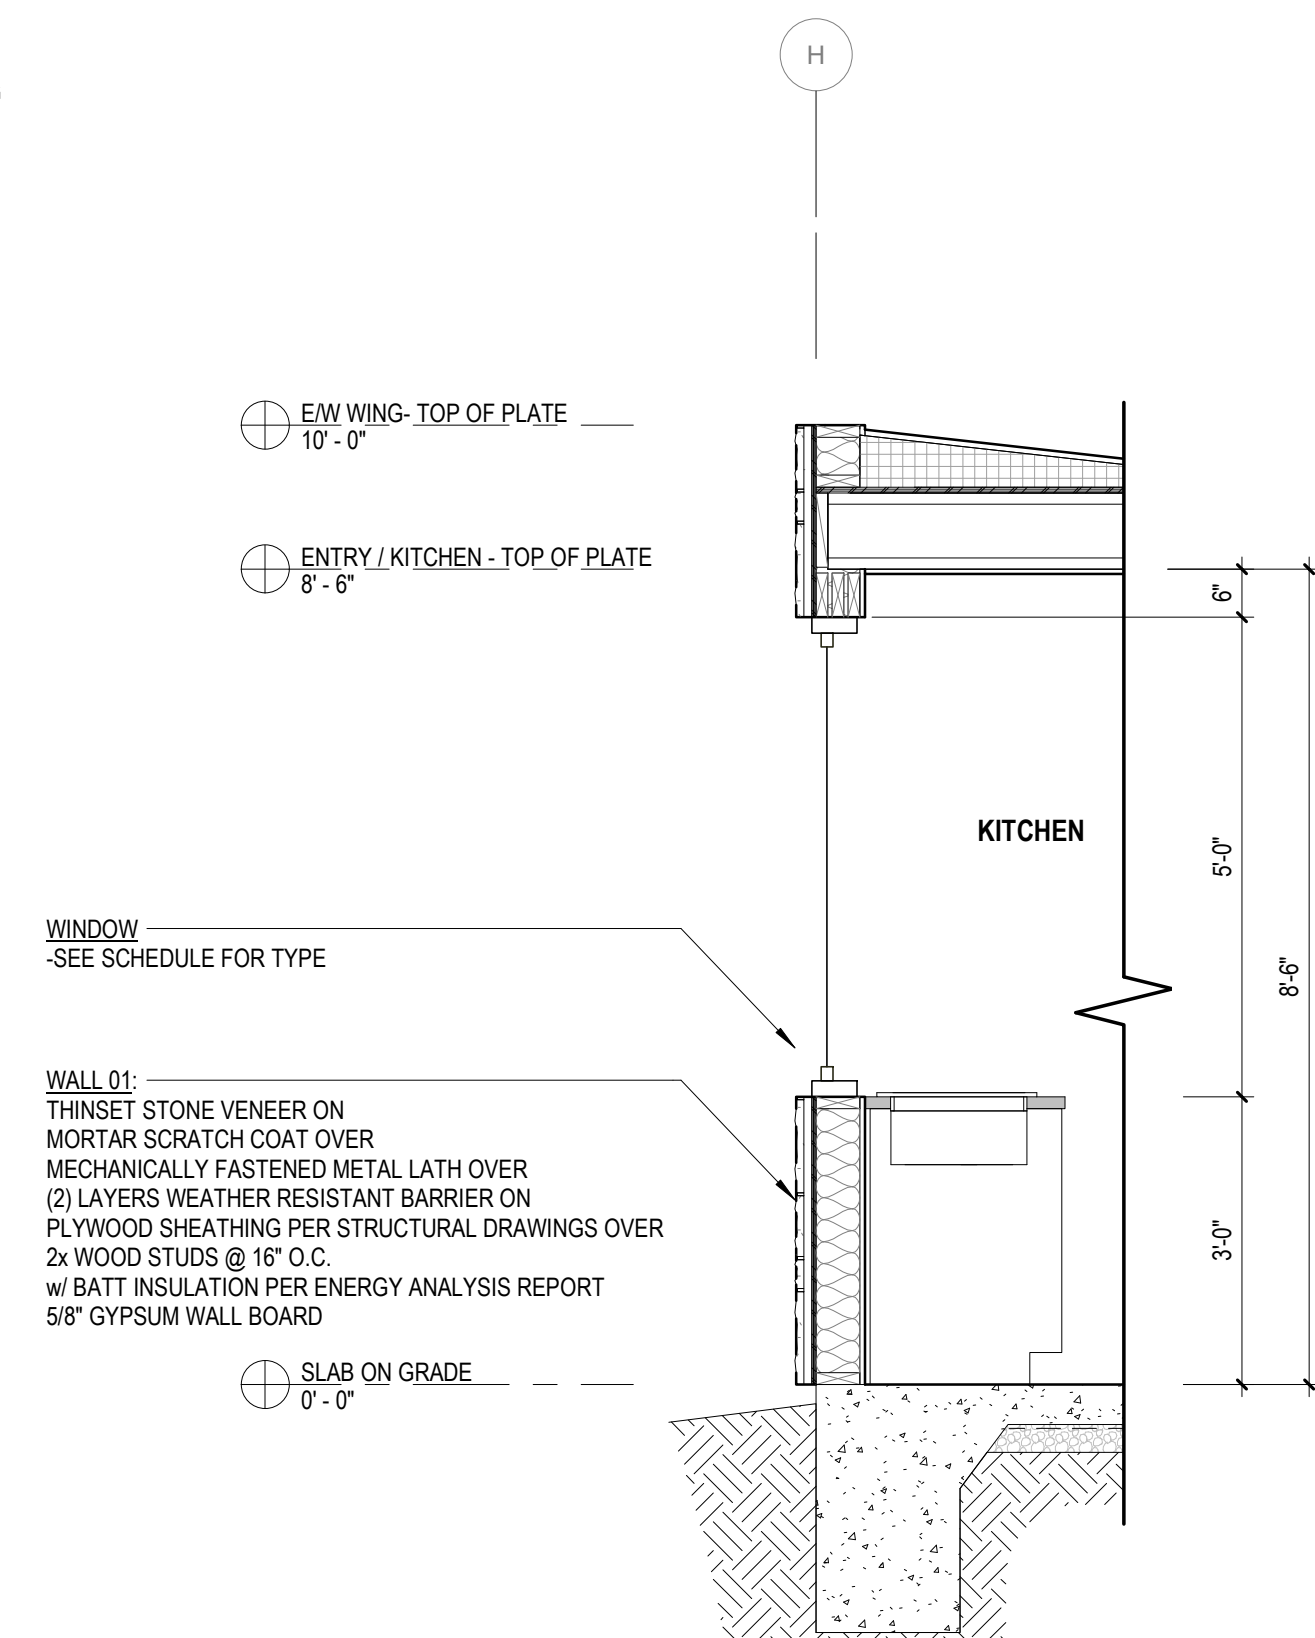 H
E/W WING- TOP OF PLATE
10' - 0"
ENTRY / KITCHEN - TOP OF PLATE
8' - 6"
6"
KITCHEN
5'-0"
8'-6"
WINDOW
-SEE SCHEDULE FOR TYPE
WALL 01:
THINSET STONE VENEER ON
MORTAR SCRATCH COAT OVER
MECHANICALLY FASTENED METAL LATH OVER
(2) LAYERS WEATHER RESISTANT BARRIER ON
PLYWOOD SHEATHING PER STRUCTURAL DRAWINGS OVER
2x WOOD STUDS @ 16" O.C.
w/ BATT INSULATION PER ENERGY ANALYSIS REPORT
5/8" GYPSUM WALL BOARD
3'-0"
SLAB ON GRADE
0' - 0"